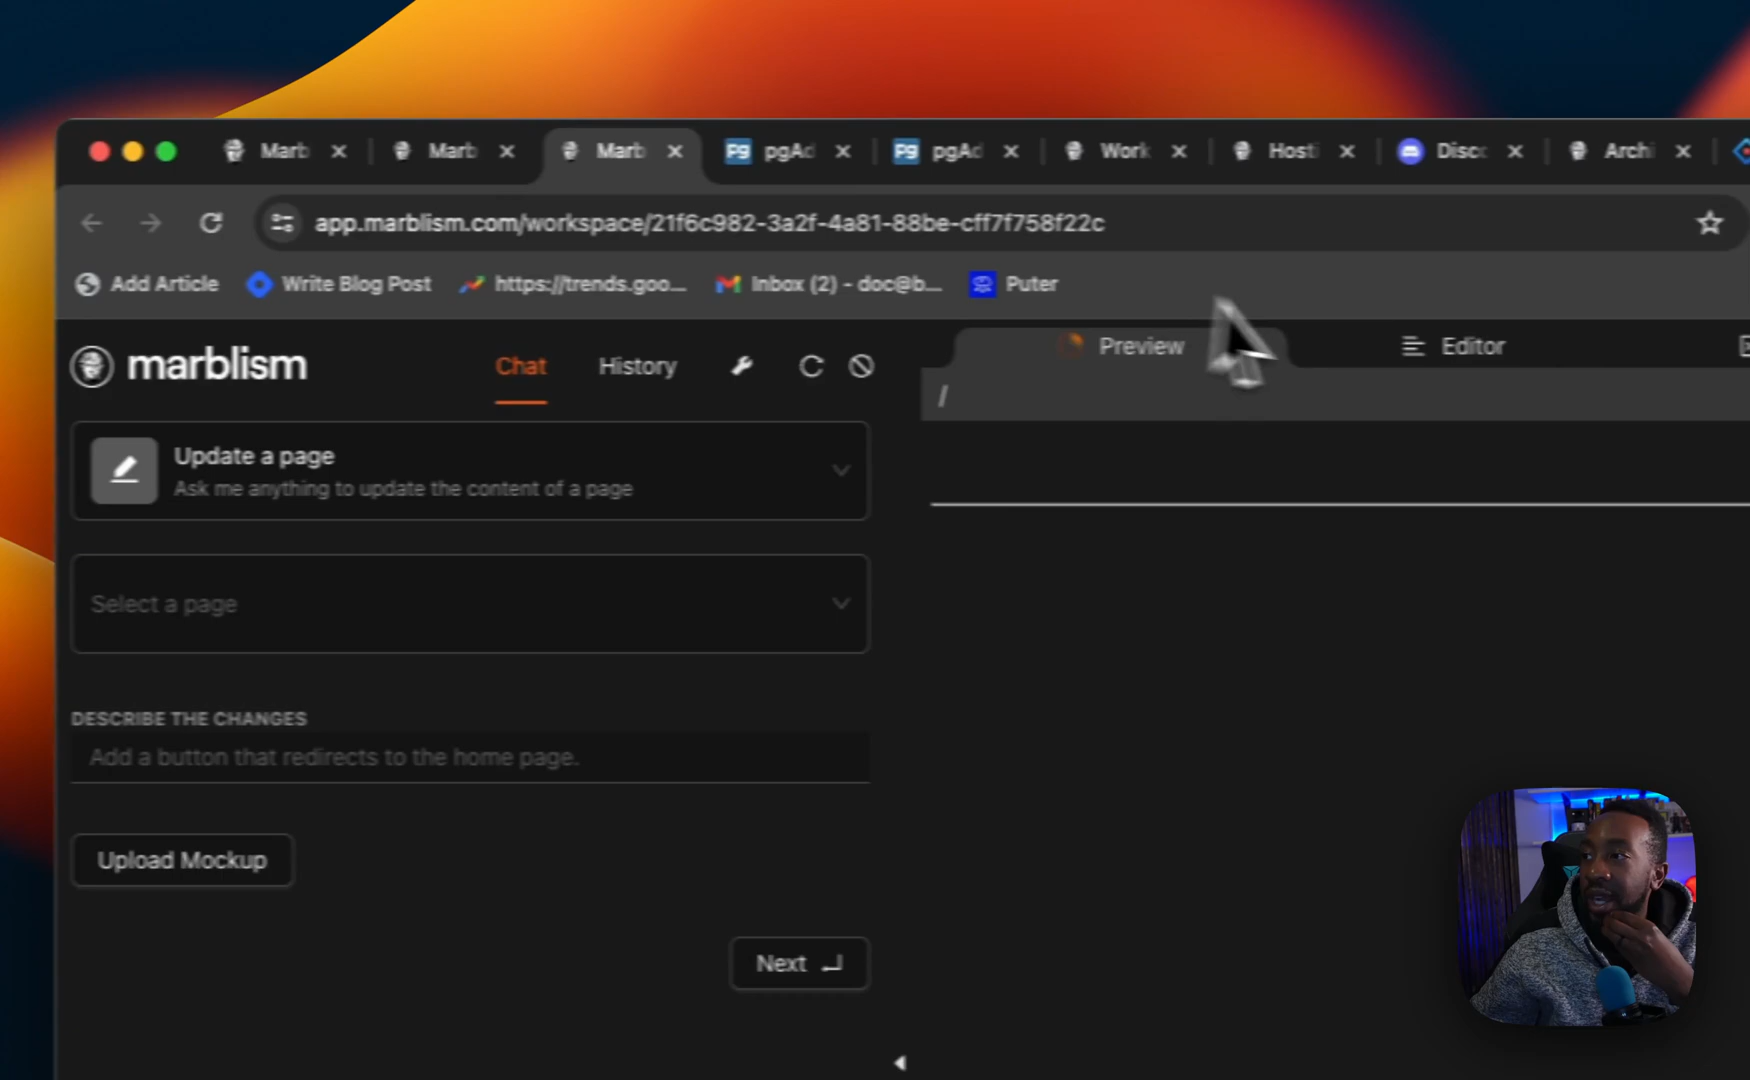 Marb
Marb
Marb
pgAd
pgAd
Work
Hosti
Disco
Archi
app.marblism.com/workspace/21f6c982-3a2f-4a81-88be-cff7f758f22c
Add Article
Write Blog Post
https://trends.goo...
Inbox (2) - doc@b...
Puter
marblism
Chat
History
Preview
Editor
/
Update a page
Ask me anything to update the content of a page
Select a page
DESCRIBE THE CHANGES
Add a button that redirects to the home page.
Upload Mockup
Next